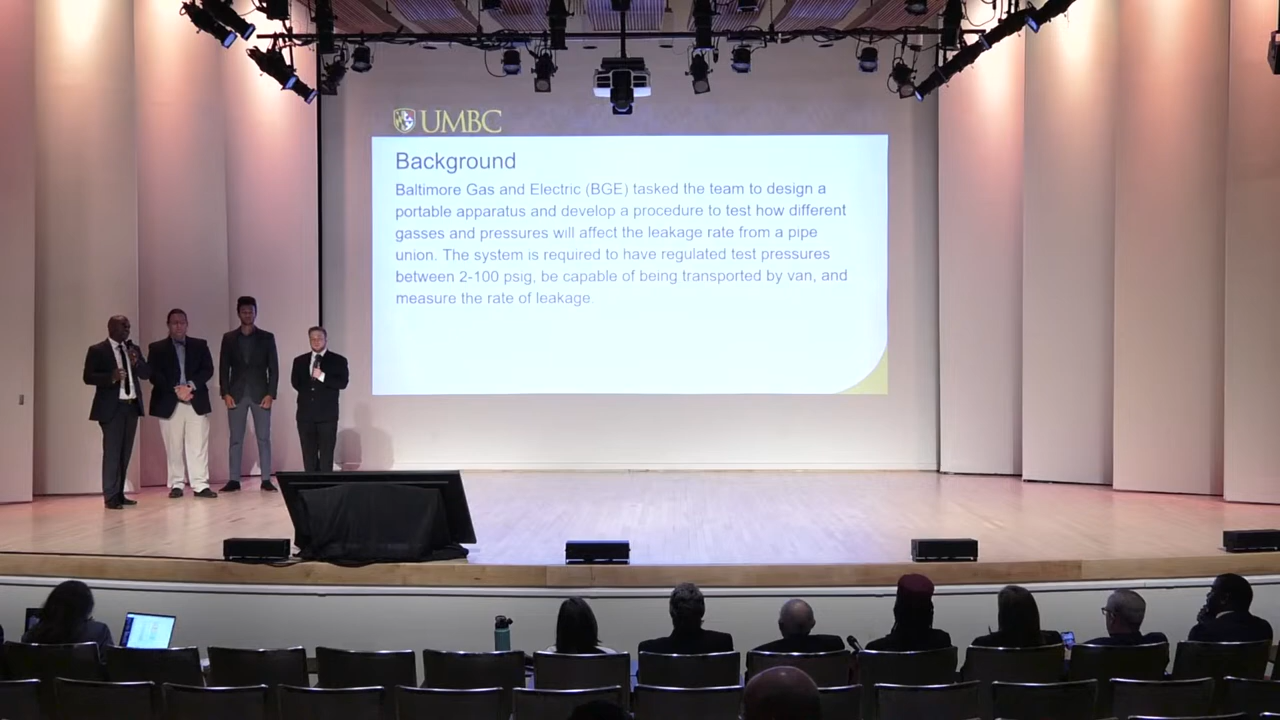 UMBC
Background
Baltimore Gas and Electric (BGE) tasked the team to design a
portable apparatus and develop a procedure to test how different
gasses and pressures will affect the leakage rate from a pipe
union. The system is required to have regulated test pressures
between 2-100 psig, be capable of being transported by van, and
measure the rate of leakage.